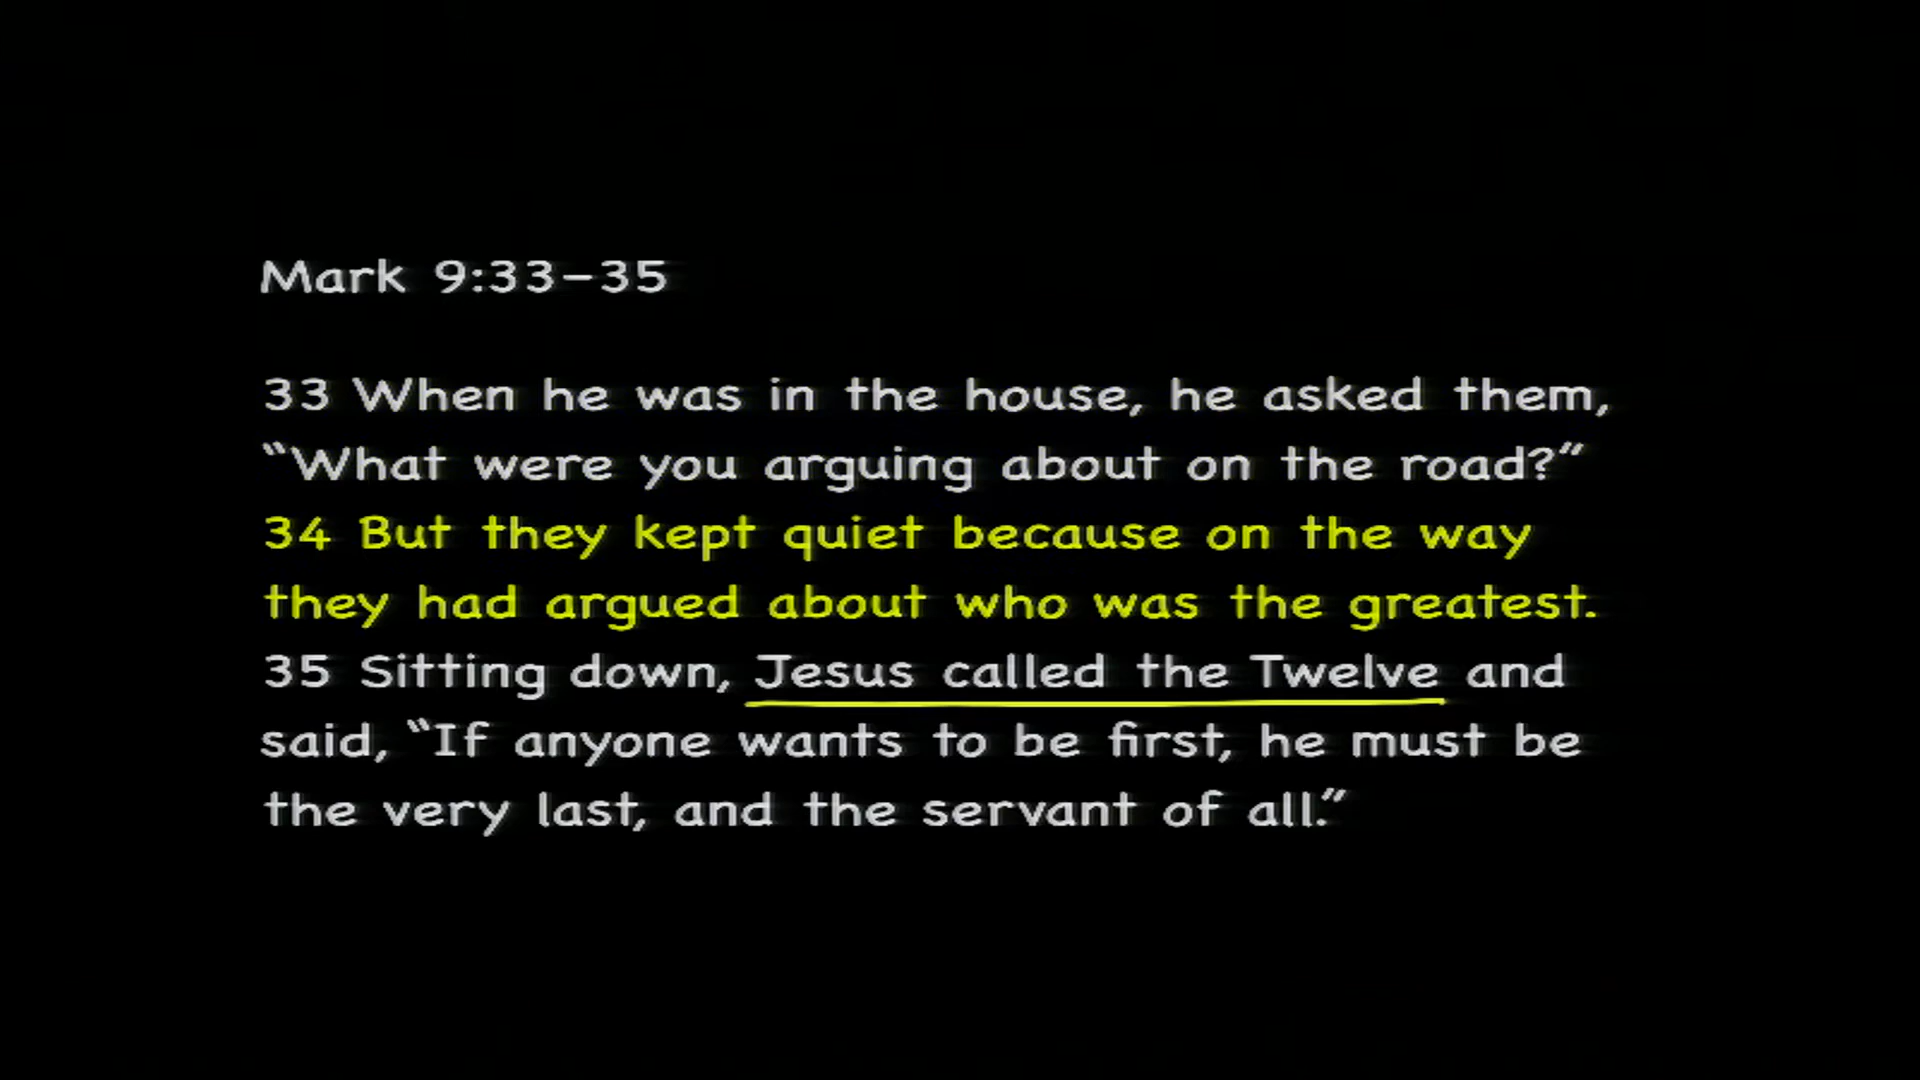 Mark 9:33–35
33 When he was in the house, he asked them,
“What were you arguing about on the road?”
34 But they kept quiet because on the way
they had argued about who was the greatest.
35 Sitting down, Jesus called the Twelve and
said, “If anyone wants to be first, he must be
the very last, and the servant of all.”